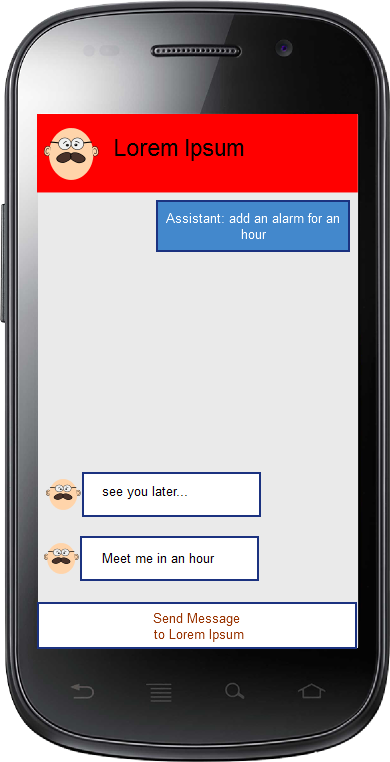 Lorem Ipsum
Assistant: add an alarm for an
hour
see you later...
Meet me in an hour
Send Message
to Lorem Ipsum